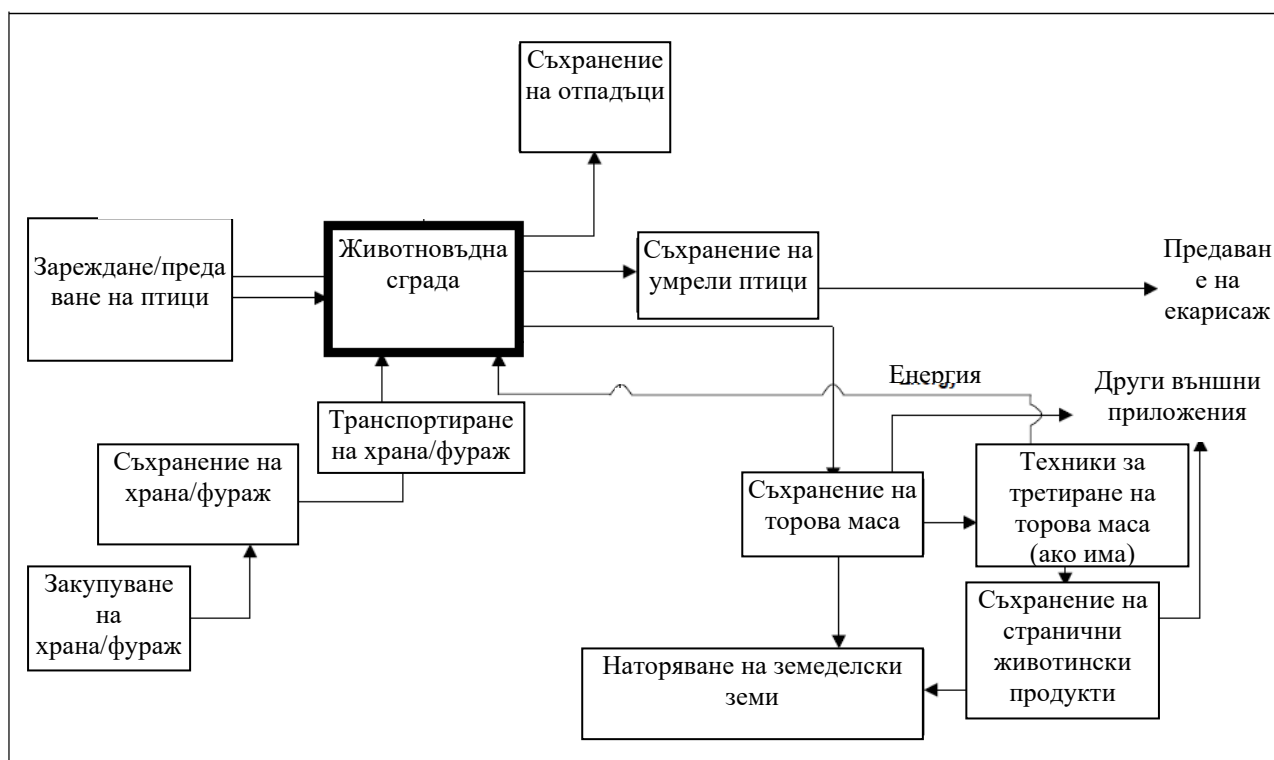 Съхранение
на отпадъци
Зареждане/преда
ване на птици
Животновъдна
сграда
Съхранение на
умрели птици
Предаван
е на
екарисаж
Енергия
Други външни
приложения
Транспортиране
на храна/фураж
Съхранение на
храна/фураж
Съхранение на
торова маса
Техники за
третиране на
торова маса
(ако има)
Закупуване
на
храна/фураж
Съхранение на
странични
животински
продукти
Наторяване на земеделски
земи